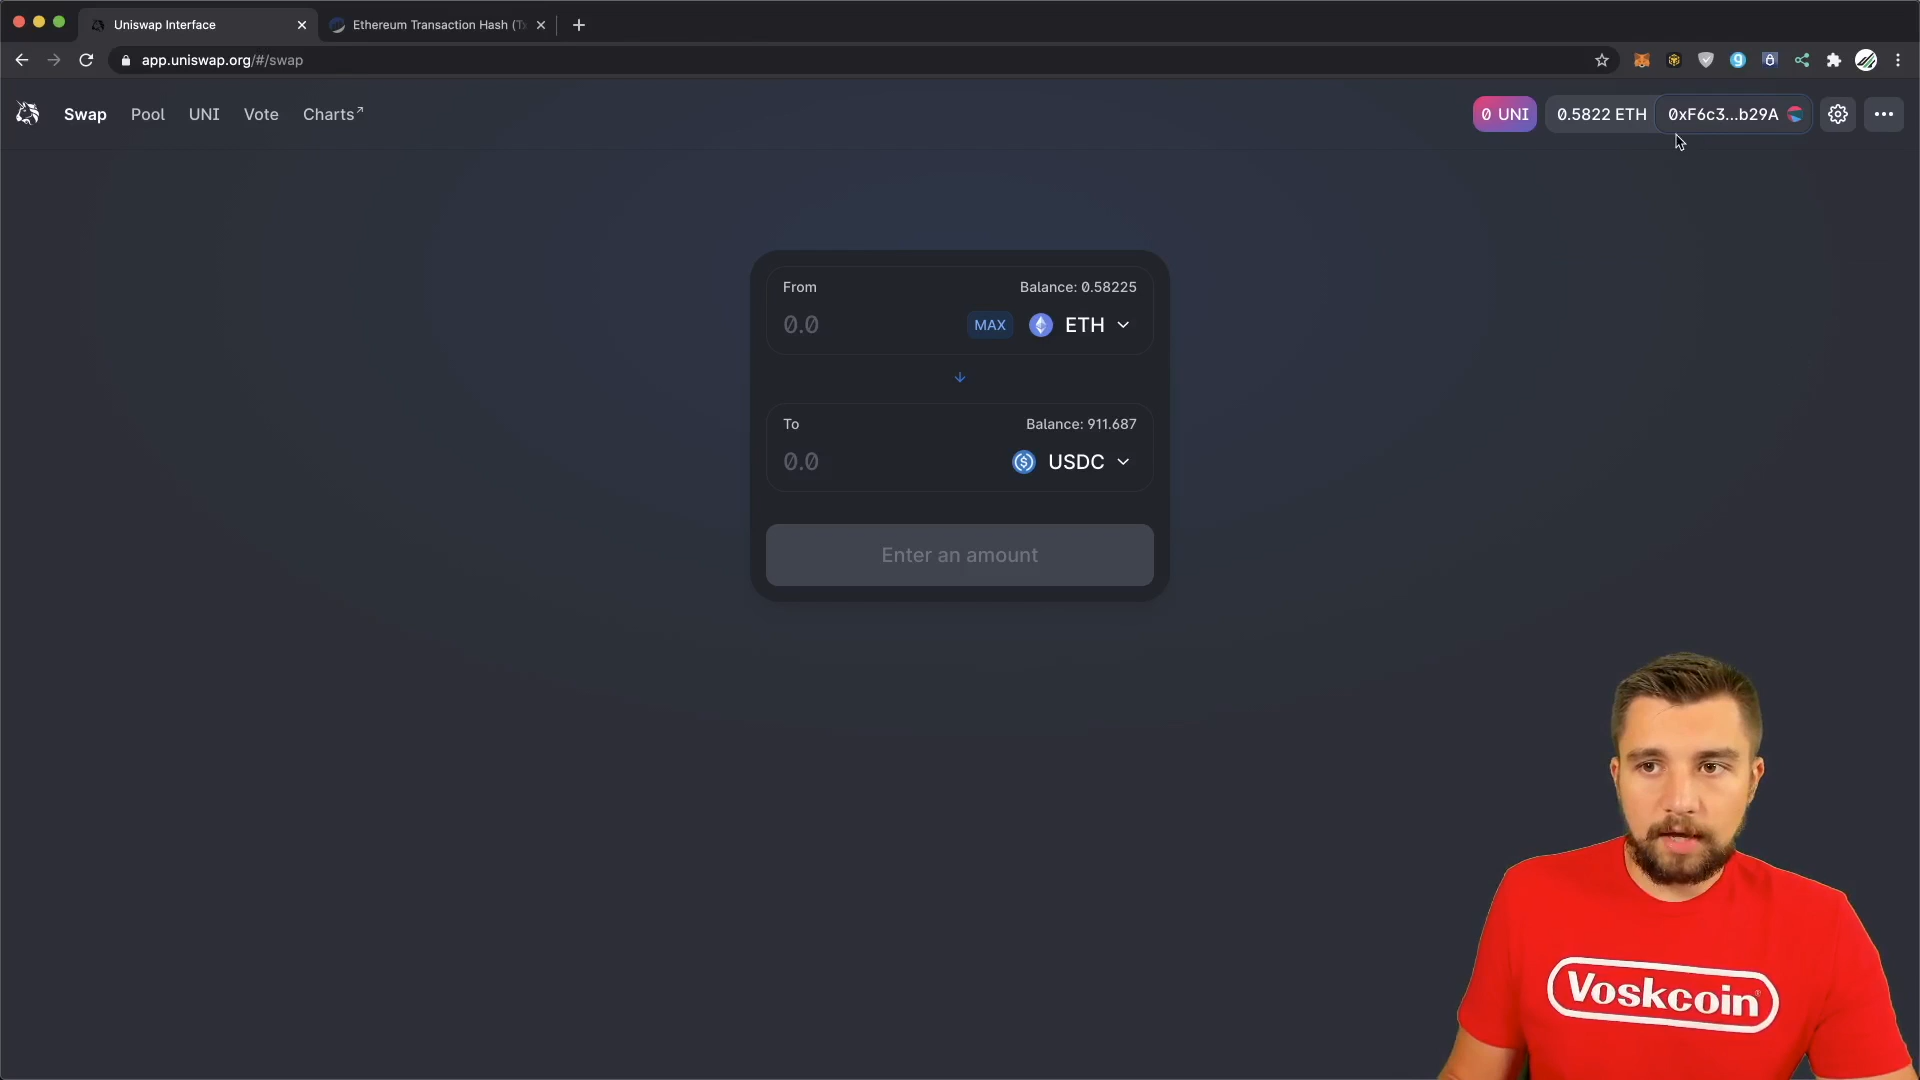 Uniswap Interface
Ethereum Transaction Hash (T
app.uniswap.org/#/swap
Swap
Pool
UNI
Vote
Charts↗
0 UNI
0.5822 ETH
0xF6c3...b29A
From
Balance: 0.58225
0.0
MAX
ETH
To
Balance: 911.687
0.0
USDC
Enter an amount
Voskcoin